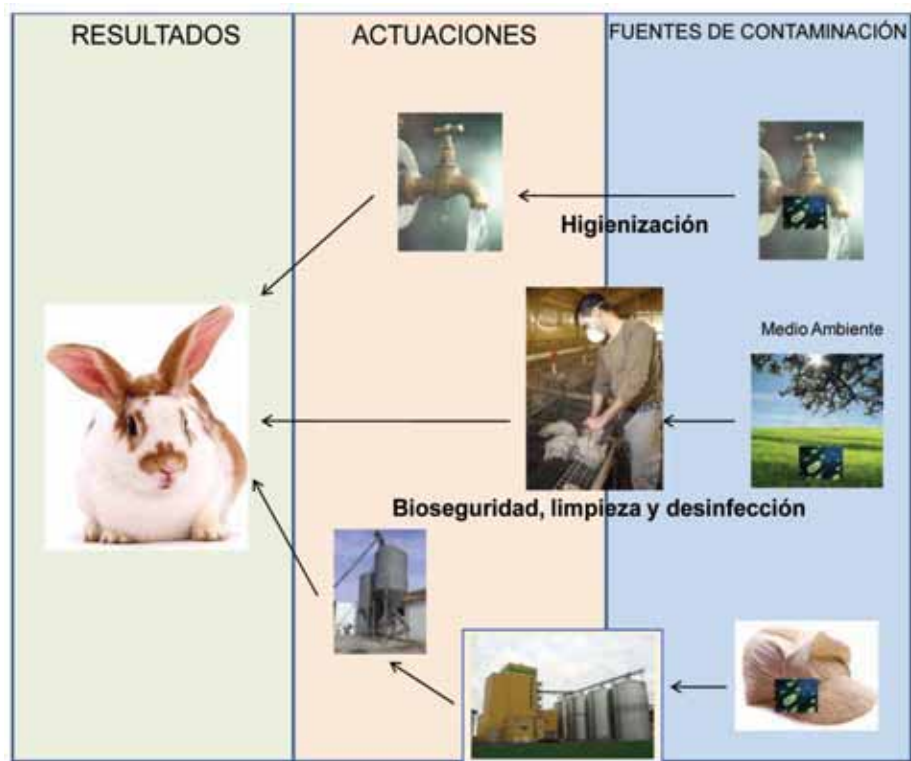 RESULTADOS
ACTUACIONES
FUENTES DE CONTAMINACIÓN
Higienización
Medio Ambiente
Bioseguridad, limpieza y desinfección